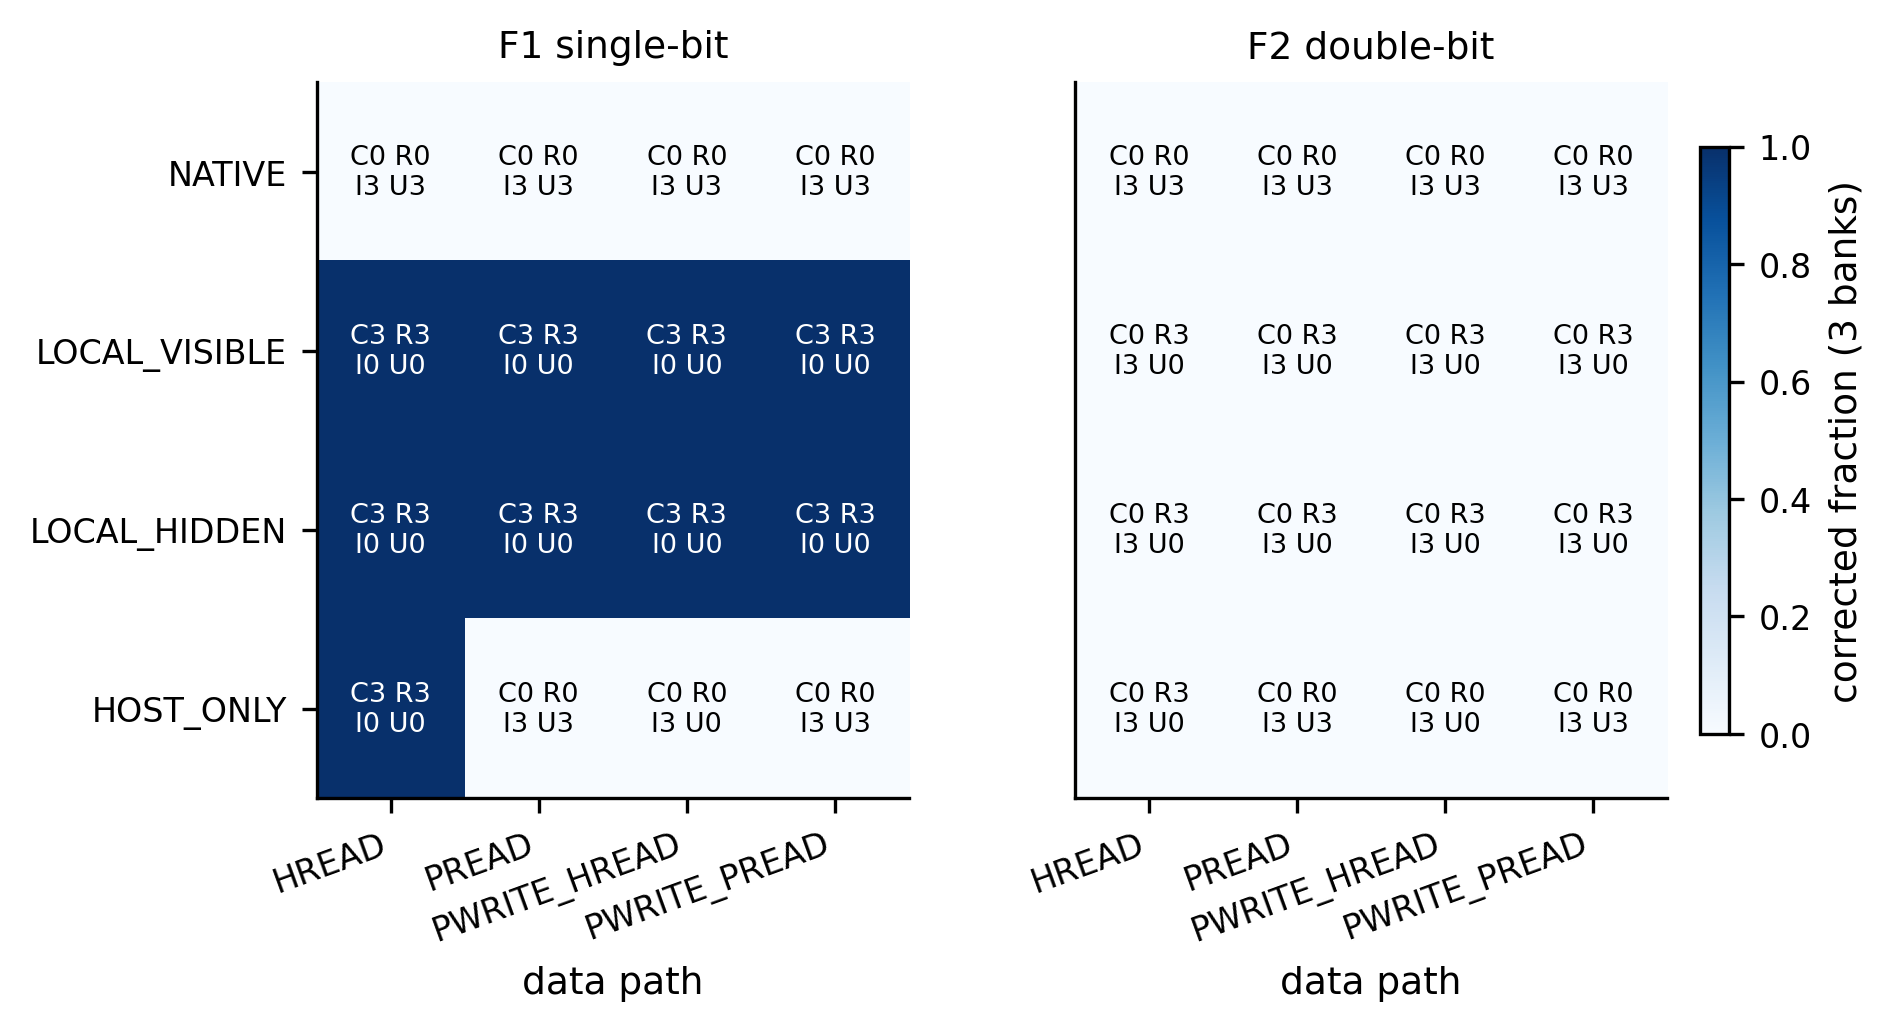 F1 single-bit
F2 double-bit
NATIVE
C0 R0 C0 R0 C0 R0 C0 R0
I3 U3 I3 U3 I3 U3 I3 U3
C0 R0 C0 R0 C0 R0 C0 R0
I3 U3 I3 U3 I3 U3 I3 U3
LOCAL_VISIBLE
C3 R3 C3 R3 C3 R3 C3 R3
I0 U0 I0 U0 I0 U0 I0 U0
C0 R3 C0 R3 C0 R3 C0 R3
I3 U0 I3 U0 I3 U0 I3 U0
LOCAL_HIDDEN
C3 R3 C3 R3 C3 R3 C3 R3
I0 U0 I0 U0 I0 U0 I0 U0
C0 R3 C0 R3 C0 R3 C0 R3
I3 U0 I3 U0 I3 U0 I3 U0
HOST_ONLY
C3 R3 C0 R0 C0 R0 C0 R0
I0 U0 I3 U3 I3 U0 I3 U3
C0 R3 C0 R0 C0 R0 C0 R0
I3 U0 I3 U3 I3 U0 I3 U3
HREAD
PREAD
PWRITE_HREAD
PWRITE_PREAD
data path
HREAD
PREAD
PWRITE_HREAD
PWRITE_PREAD
data path
1.0
0.8
0.6
0.4
0.2
0.0
corrected fraction (3 banks)